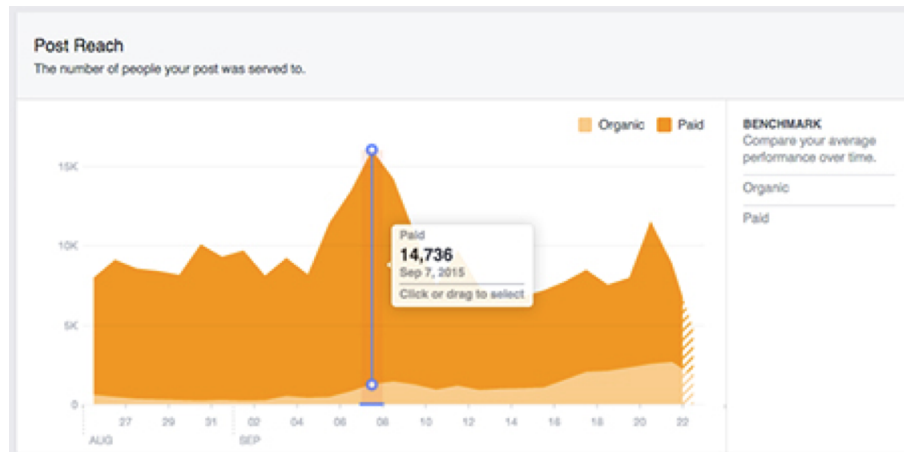 Post Reach
The number of people your post was served to.
Organic Paid
BENCHMARK
Compare your average
performance over time.
Organic
Paid
15K
10K
5K
0
Paid
14,736
Sep 7, 2015
Click or drag to select
27 29 31 02 04 06 08 10 12 14 16 18 20 22
AUG SEP